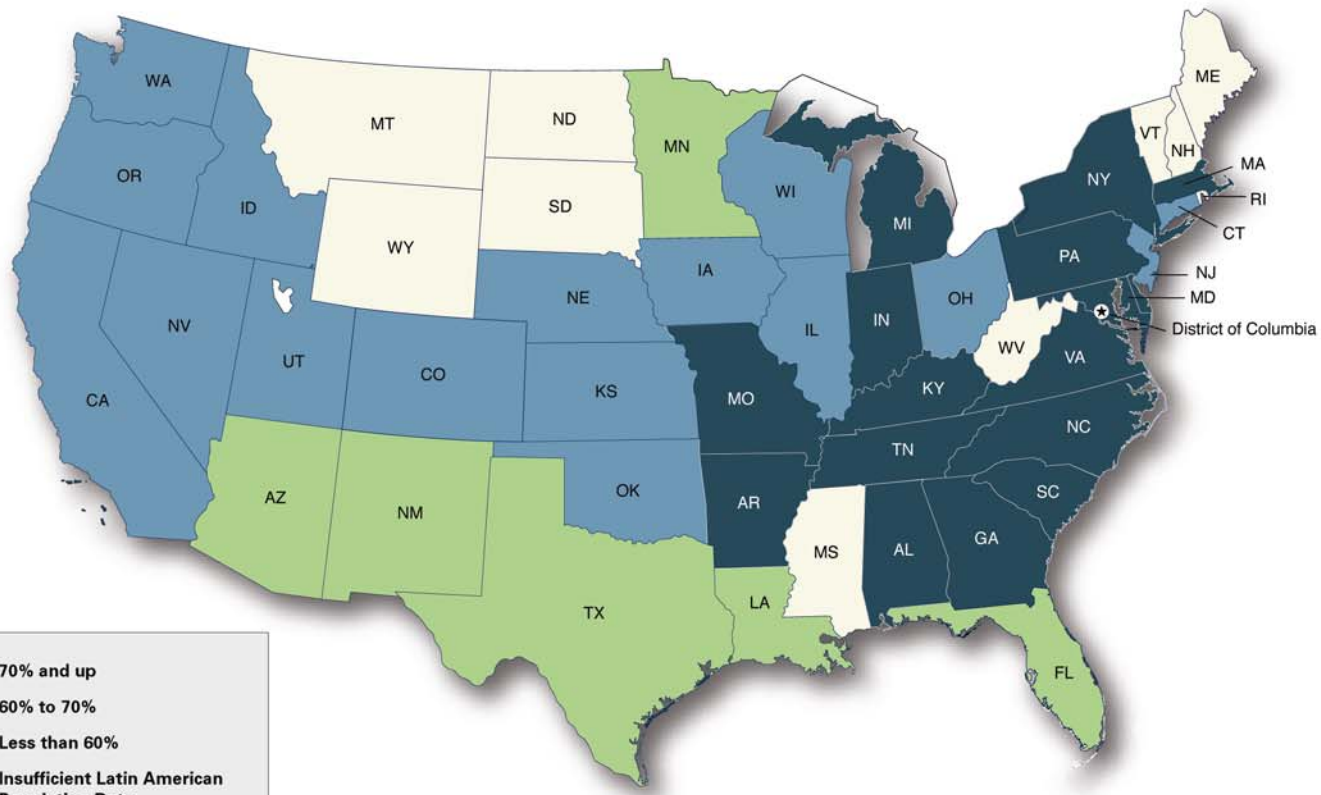 WA
MT
ND
MN
ME
VT
NH
OR
ID
SD
WI
NY
MA
RI
WY
MI
CT
IA
PA
NJ
NE
OH
MD
NV
IL
IN
District of Columbia
UT
CO
WV
VA
CA
KS
MO
KY
NC
TN
AZ
NM
OK
AR
SC
MS
AL
GA
TX
LA
FL
70% and up
60% to 70%
Less than 60%
Insufficient Latin American